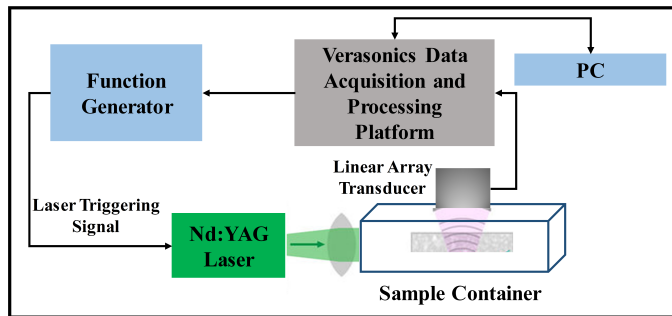 Function
Generator
Verasonics Data
Acquisition and
Processing
Platform
PC
Linear Array
Transducer
Laser Triggering
Signal
Nd:YAG
Laser
Sample Container